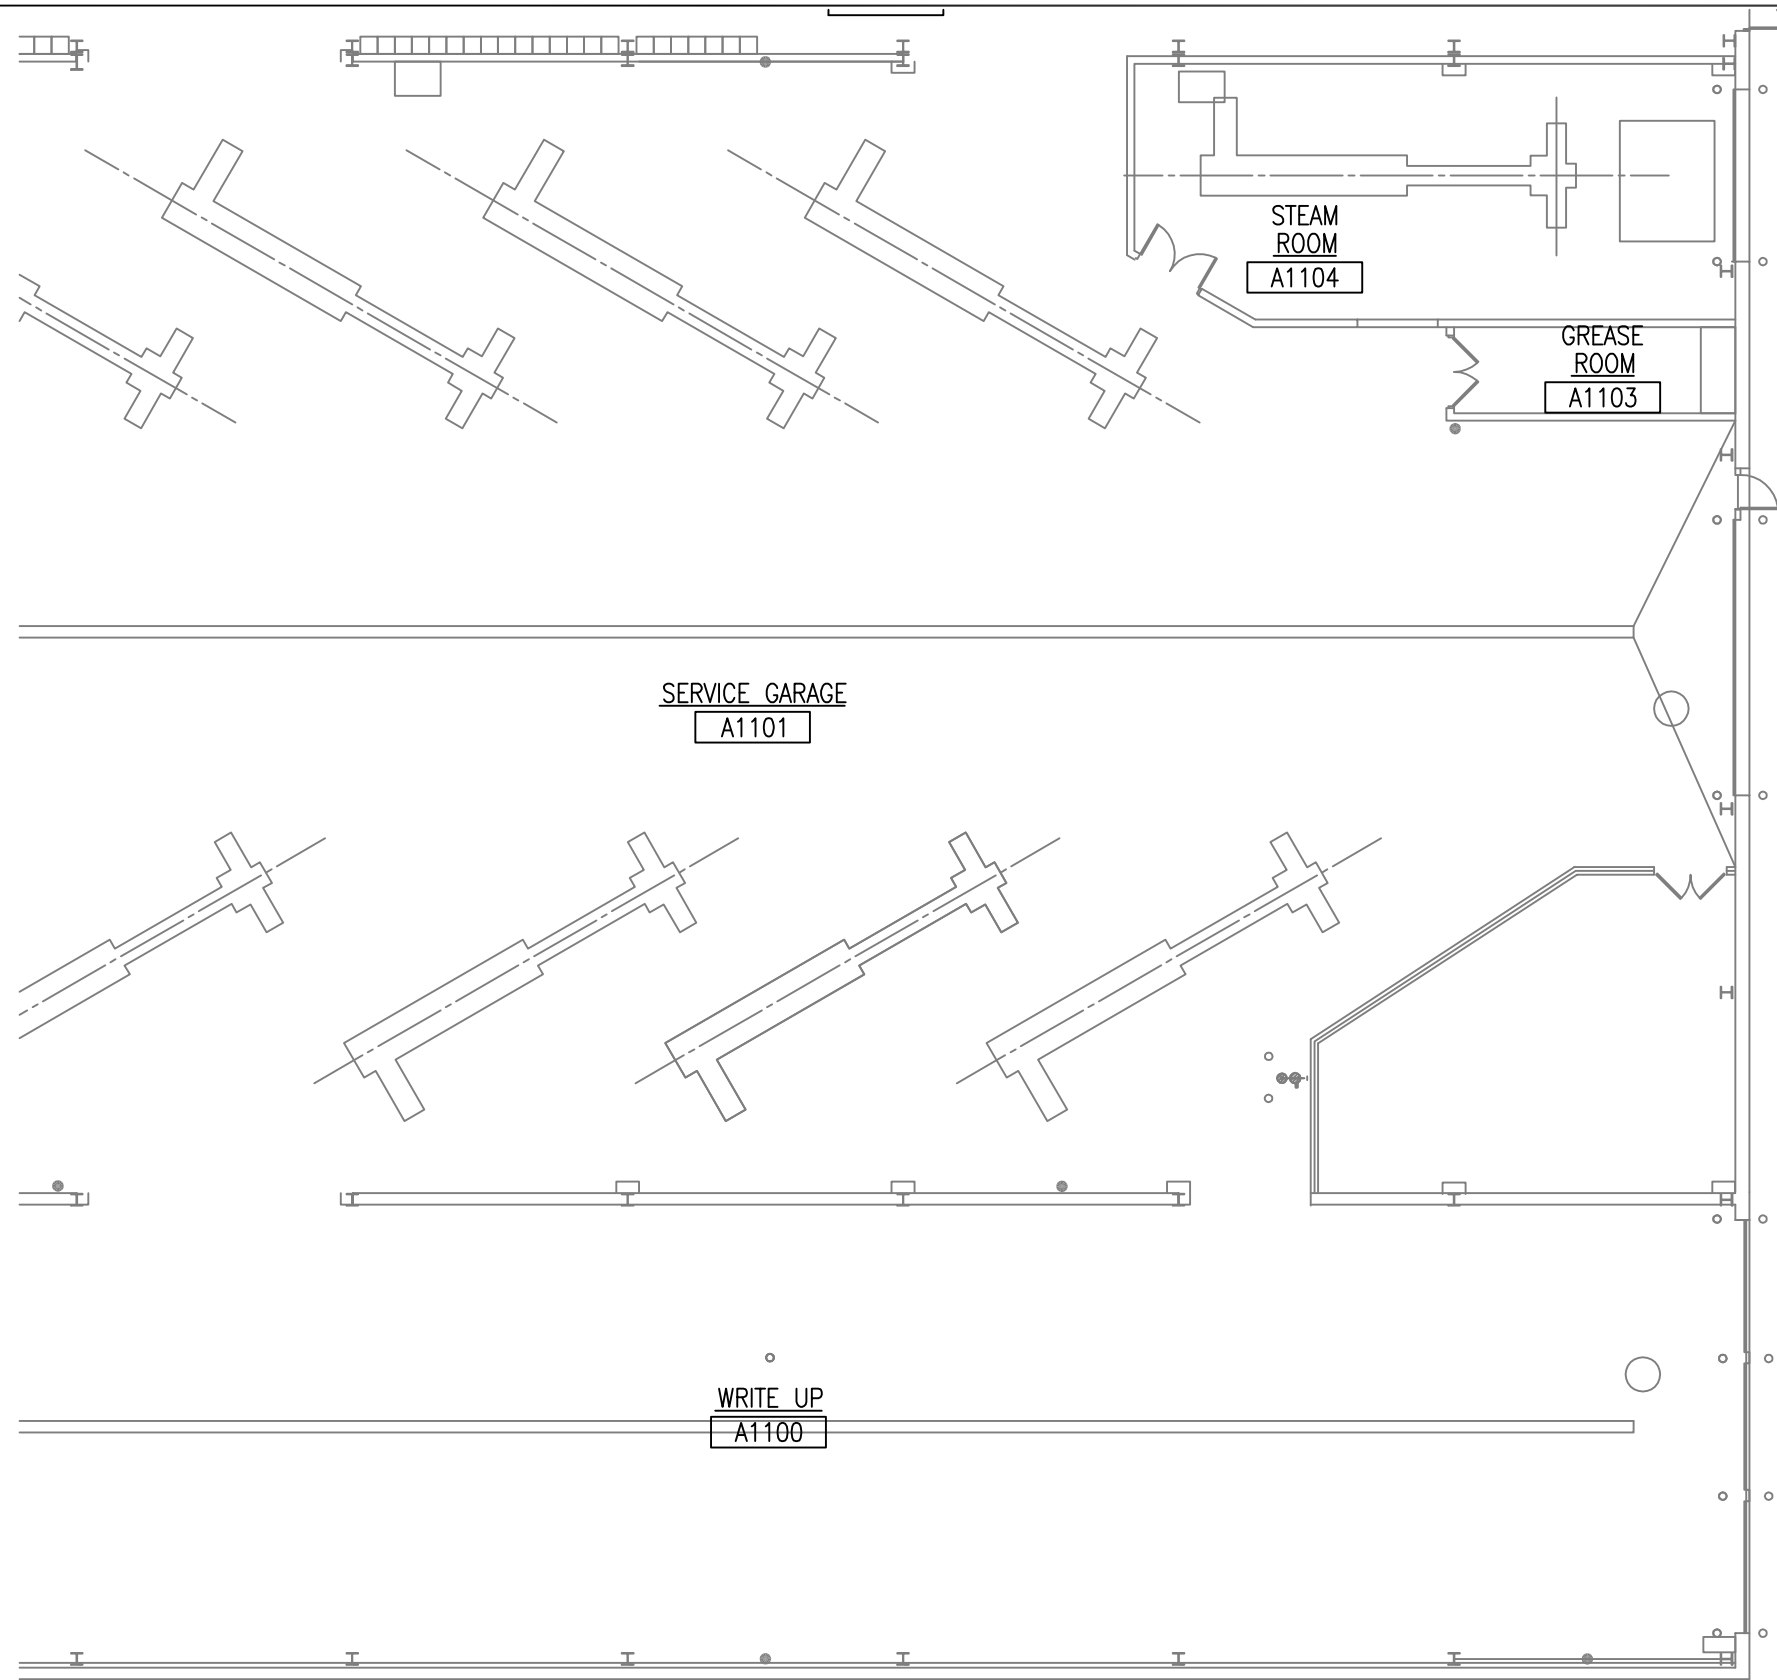 STEAM
ROOM
A1104
GREASE
ROOM
A1103
SERVICE GARAGE
A1101
WRITE UP
A1100